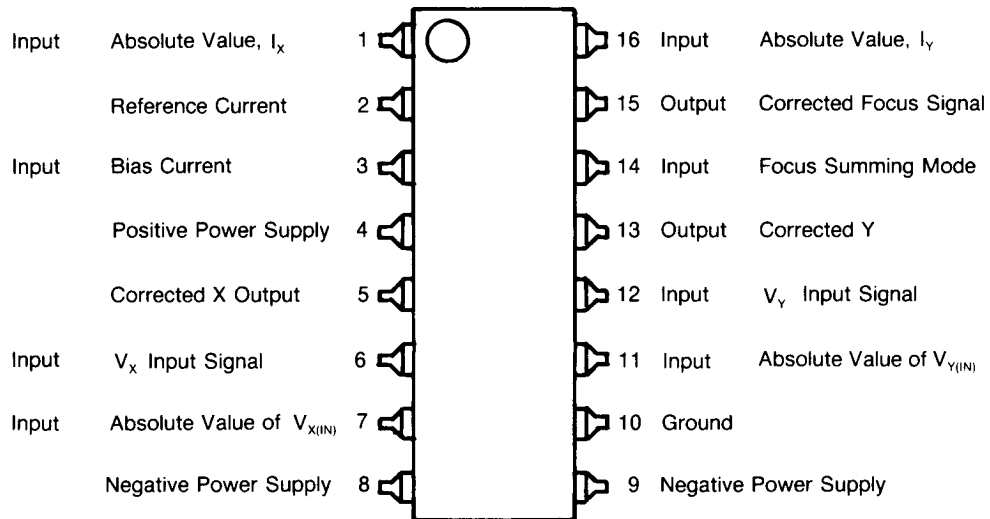 Input Absolute Value, I_X 1 16 Input Absolute Value, I_Y
Reference Current 2 15 Output Corrected Focus Signal
Input Bias Current 3 14 Input Focus Summing Mode
Positive Power Supply 4 13 Output Corrected Y
Corrected X Output 5 12 Input V_Y Input Signal
Input V_X Input Signal 6 11 Input Absolute Value of V_Y(IN)
Input Absolute Value of V_X(IN) 7 10 Ground
Negative Power Supply 8 9 Negative Power Supply